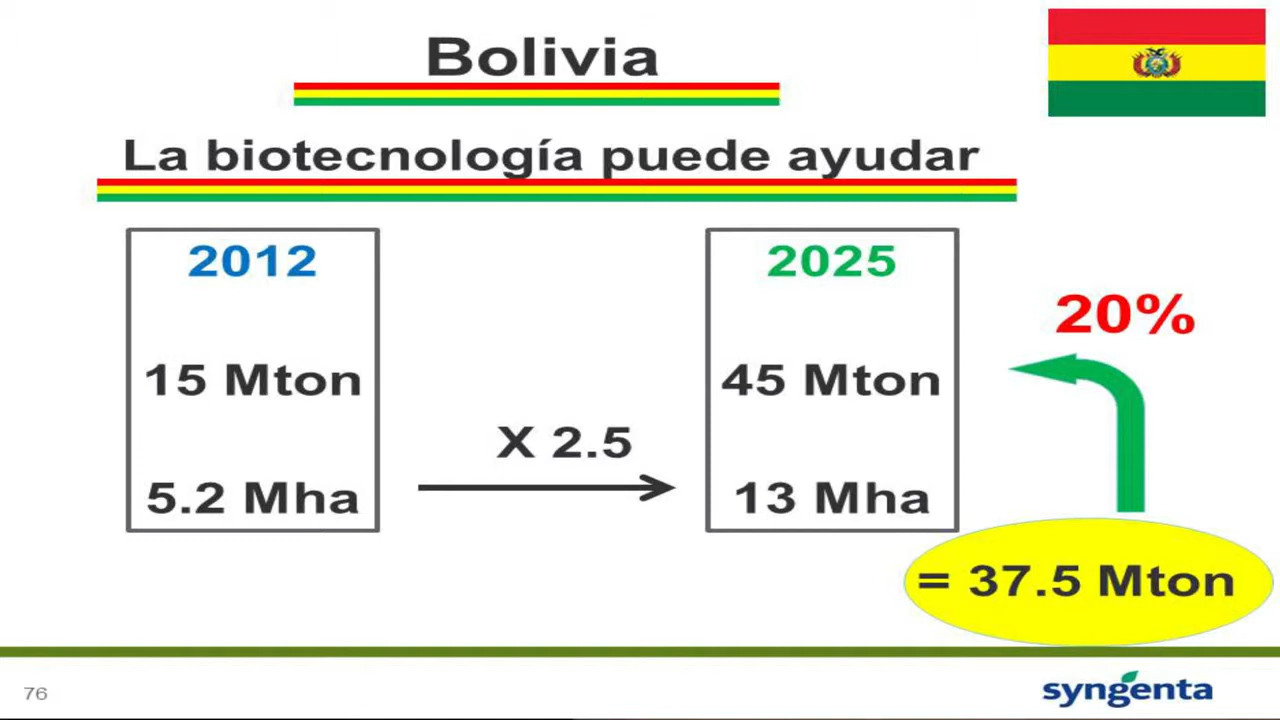 Bolivia
La biotecnología puede ayudar
2012
15 Mton
5.2 Mha
X 2.5
2025
45 Mton
13 Mha
20%
= 37.5 Mton
76
syngenta